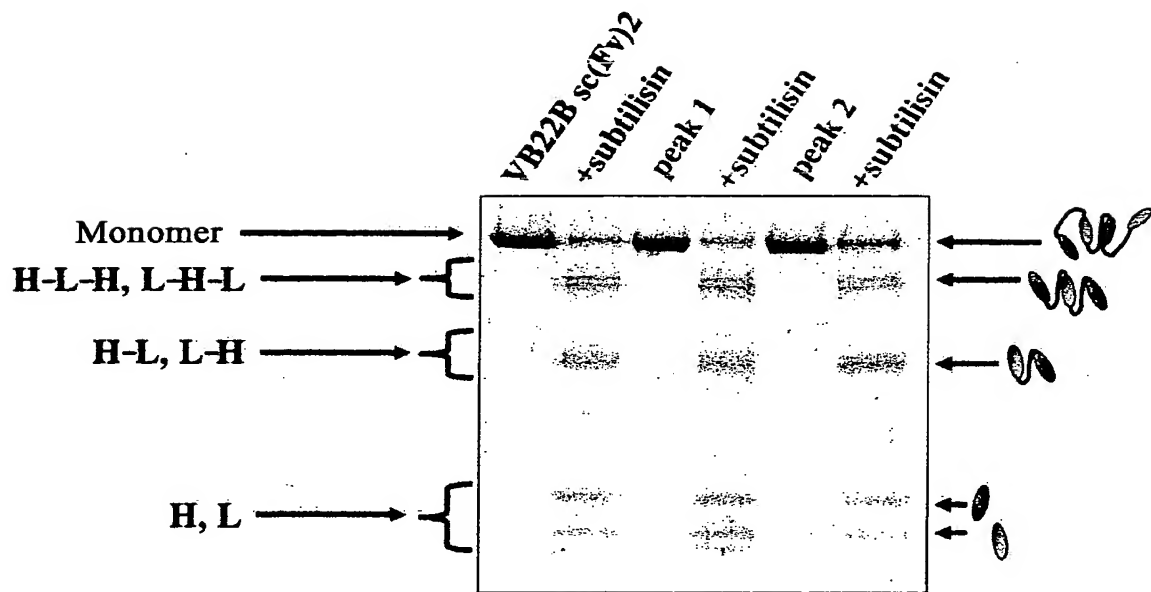 VB22B sc(Fv)2
+subtilisin
peak 1
+subtilisin
peak 2
+subtilisin
Monomer
H-L-H, L-H-L
H-L, L-H
H, L